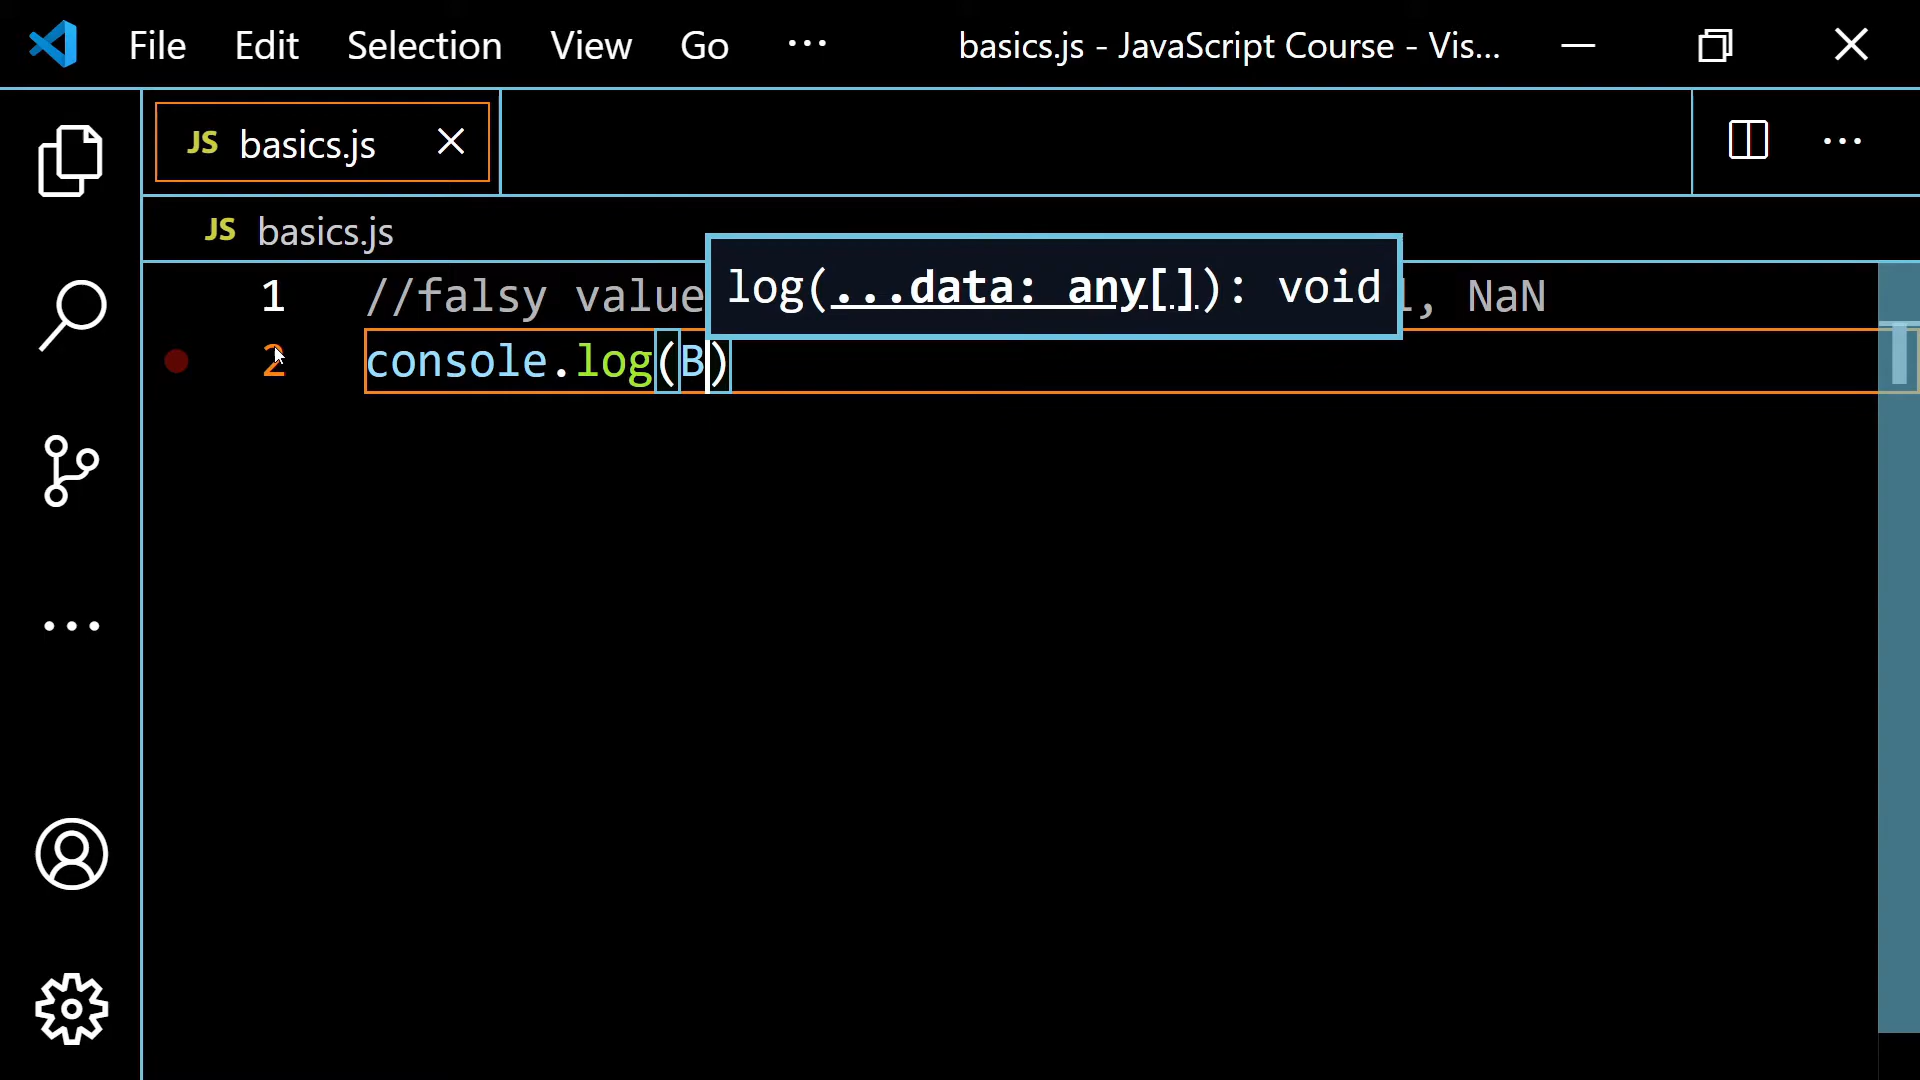 File Edit Selection View Go ··· basics.js - JavaScript Course - Vis...
JS basics.js
JS basics.js
log(...data: any[]): void
1 //falsy value , NaN
2 console.log(B)